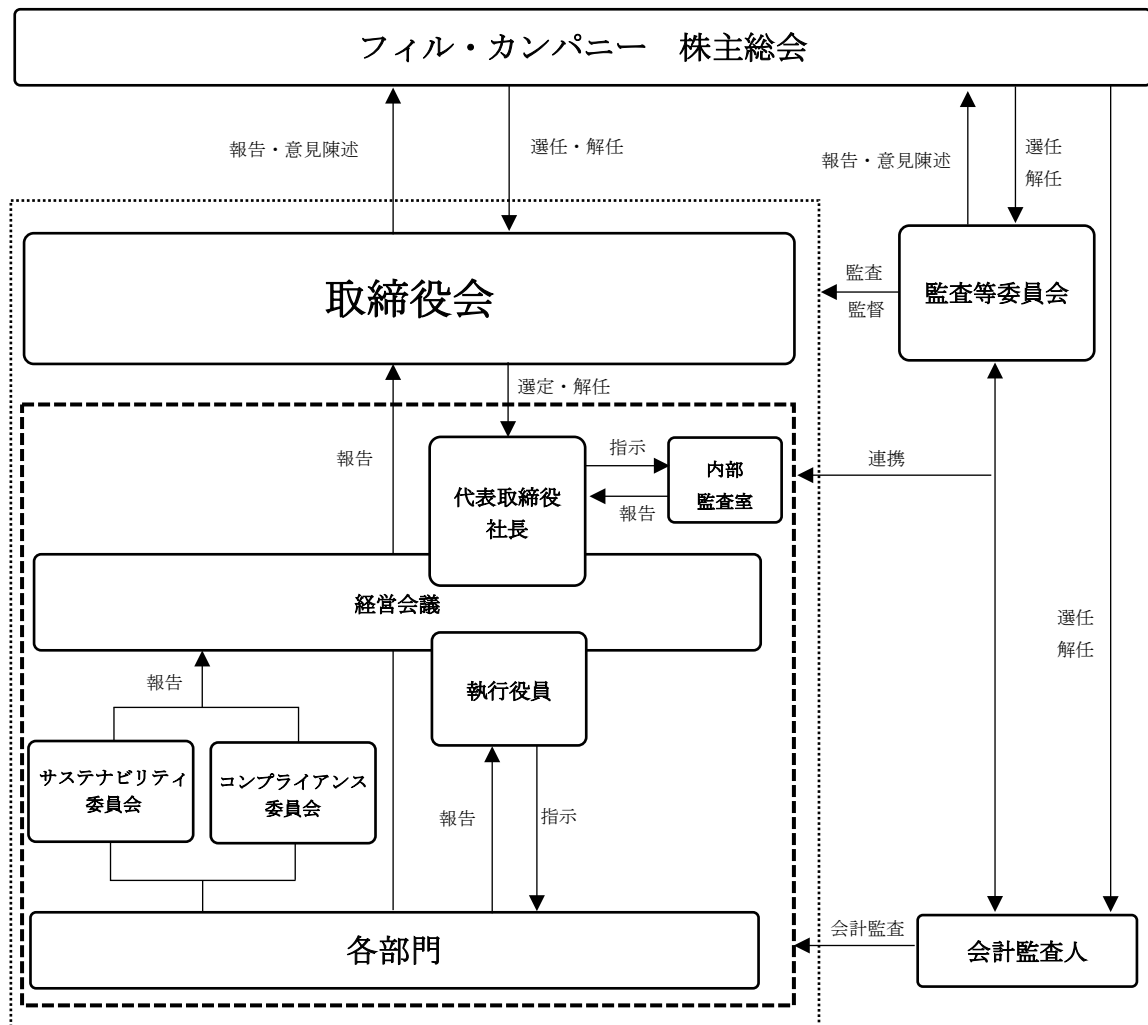 フィル・カンパニー　株主総会
報告・意見陳述
選任・解任
報告・意見陳述
選任
解任
取締役会
監査
監督
監査等委員会
選定・解任
報告
代表取締役
社長
指示
報告
内部
監査室
連携
経営会議
選任
解任
報告
執行役員
サステナビリティ
委員会
コンプライアンス
委員会
報告
指示
各部門
会計監査
会計監査人